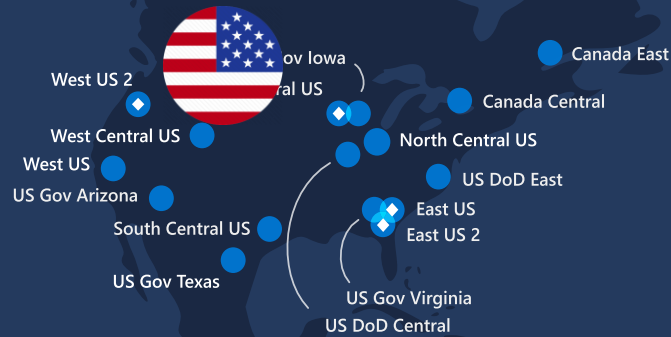 ov Iowa
Canada East
West US 2
ral US
Canada Central
West Central US
North Central US
West US
US DoD East
US Gov Arizona
East US
South Central US
East US 2
US Gov Texas
US Gov Virginia
US DoD Central